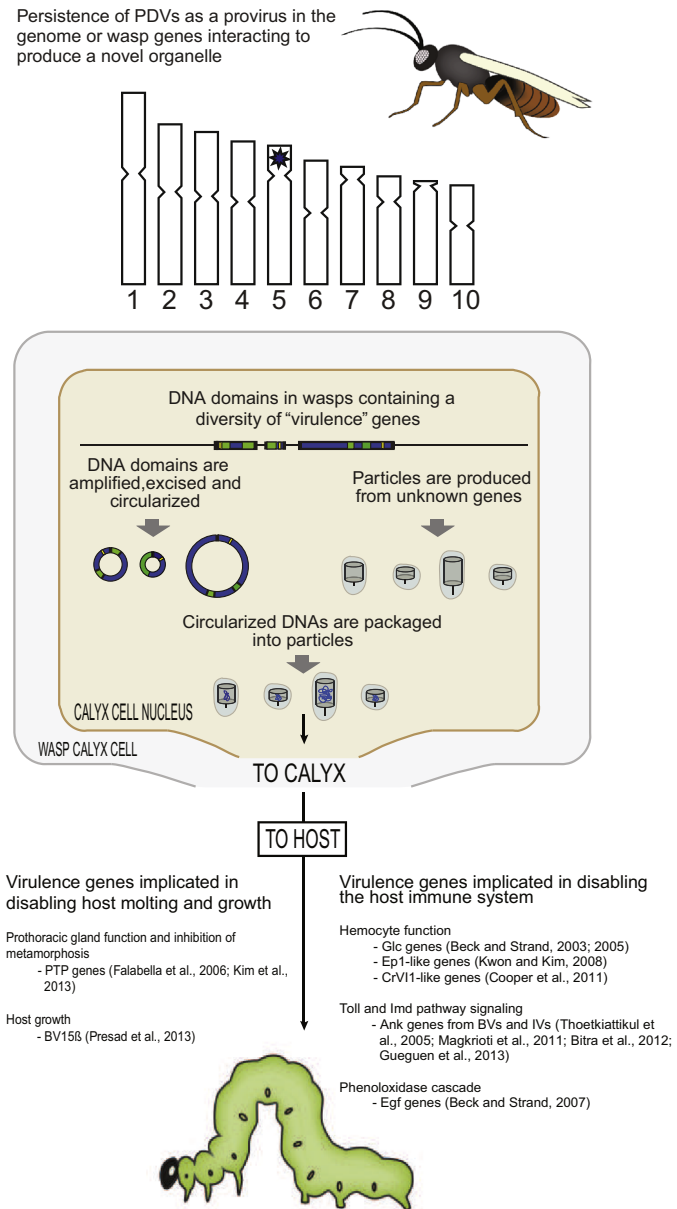 Persistence of PDVs as a provirus in the
genome or wasp genes interacting to
produce a novel organelle
1 2 3 4 5 6 7 8 9 10
DNA domains in wasps containing a
diversity of “virulence” genes
DNA domains are
amplified,excised and
circularized
Particles are produced
from unknown genes
Circularized DNAs are packaged
into particles
CALYX CELL NUCLEUS
WASP CALYX CELL
TO CALYX
TO HOST
Virulence genes implicated in
disabling host molting and growth
Prothoracic gland function and inhibition of
metamorphosis
- PTP genes (Falabella et al., 2006; Kim et al.,
2013)
Host growth
- BV15ß (Presad et al., 2013)
Virulence genes implicated in disabling
the host immune system
Hemocyte function
- Glc genes (Beck and Strand, 2003; 2005)
- Ep1-like genes (Kwon and Kim, 2008)
- CrVI1-like genes (Cooper et al., 2011)
Toll and Imd pathway signaling
- Ank genes from BVs and IVs (Thoetkiattikul et
al., 2005; Magkrioti et al., 2011; Bitra et al., 2012;
Gueguen et al., 2013)
Phenoloxidase cascade
- Egf genes (Beck and Strand, 2007)